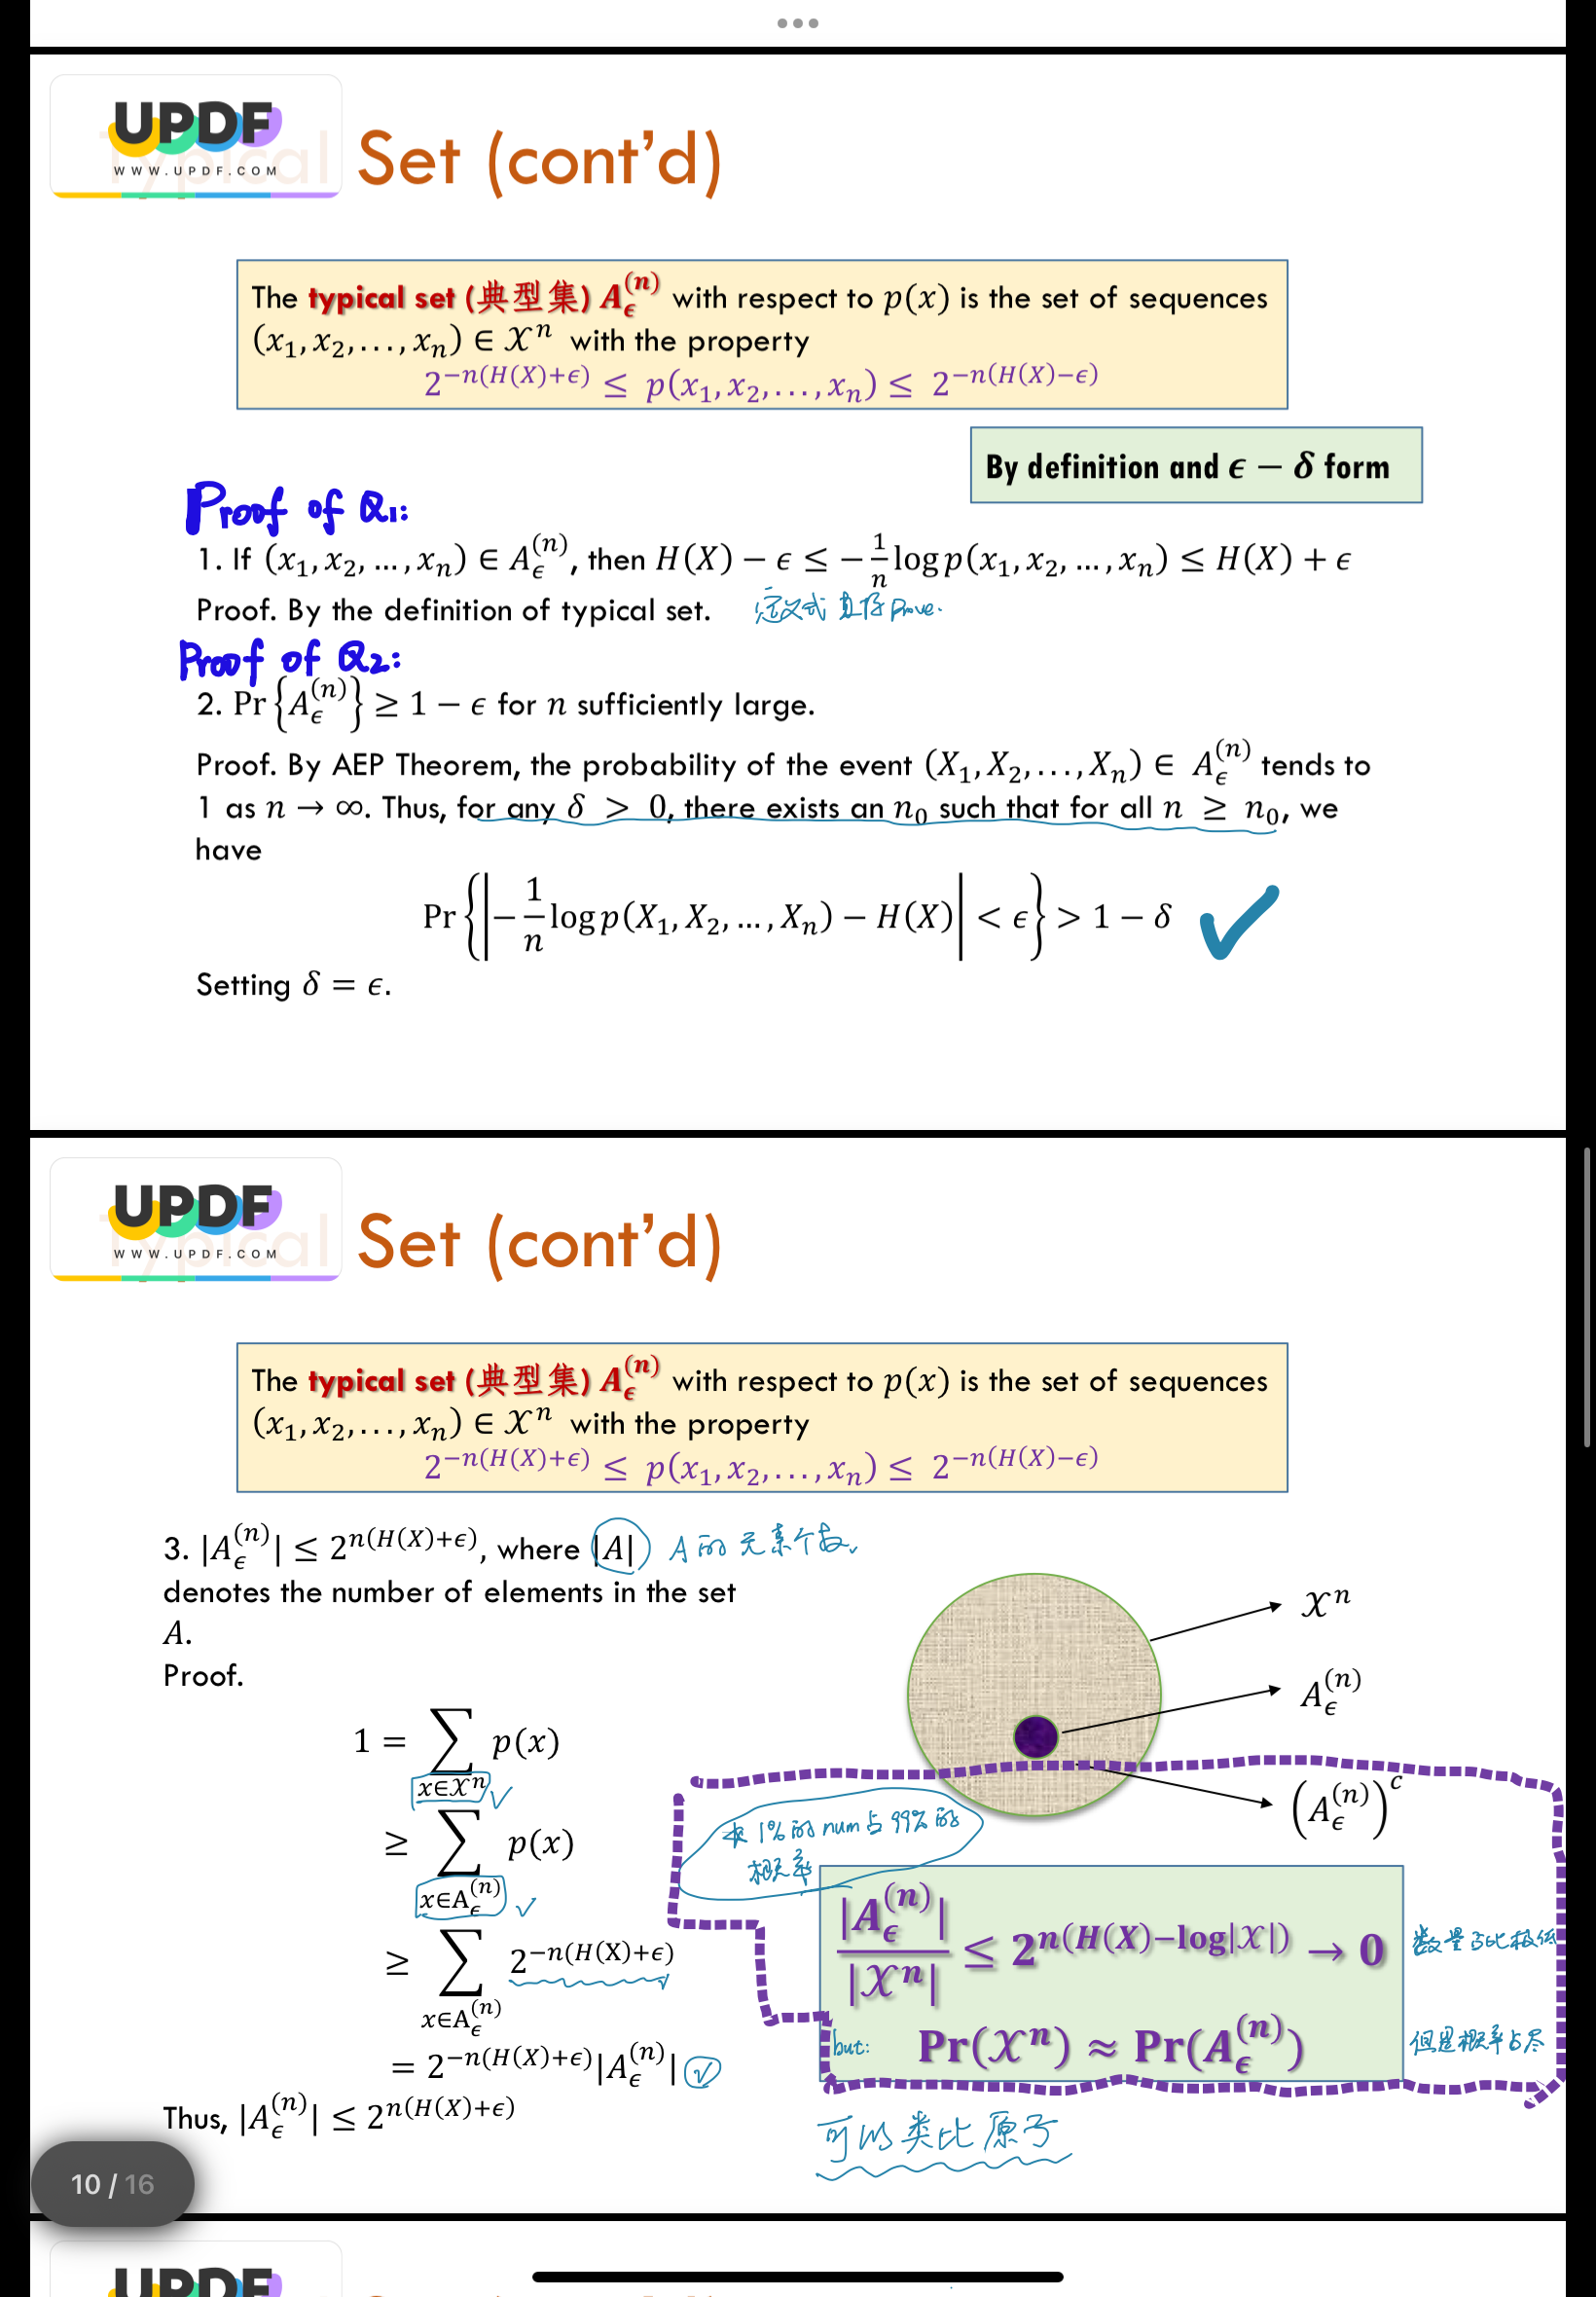 UPDF
WWW.UPDF.COM
Typical Set (cont'd)
The typical set (典型集) $A_\epsilon^{(n)}$ with respect to $p(x)$ is the set of sequences
$(x_1, x_2, \ldots, x_n) \in \mathcal{X}^n$ with the property
$2^{-n(H(X)+\epsilon)} \leq p(x_1, x_2, \ldots, x_n) \leq 2^{-n(H(X)-\epsilon)}$
By definition and $\epsilon - \delta$ form
Proof of Q1:
1. If $(x_1, x_2, \ldots, x_n) \in A_\epsilon^{(n)}$, then $H(X) - \epsilon \leq -\frac{1}{n} \log p(x_1, x_2, \ldots, x_n) \leq H(X) + \epsilon$
Proof. By the definition of typical set. 定义式 直接 prove.
Proof of Q2:
2. $\Pr\{A_\epsilon^{(n)}\} \geq 1 - \epsilon$ for $n$ sufficiently large.
Proof. By AEP Theorem, the probability of the event $(X_1, X_2, \ldots, X_n) \in A_\epsilon^{(n)}$ tends to
1 as $n \to \infty$. Thus, for any $\delta > 0$, there exists an $n_0$ such that for all $n \geq n_0$, we
have
$\Pr\left\{\left|-\frac{1}{n} \log p(X_1, X_2, \ldots, X_n) - H(X)\right| < \epsilon\right\} > 1 - \delta$
Setting $\delta = \epsilon$.
UPDF
WWW.UPDF.COM
Typical Set (cont'd)
The typical set (典型集) $A_\epsilon^{(n)}$ with respect to $p(x)$ is the set of sequences
$(x_1, x_2, \ldots, x_n) \in \mathcal{X}^n$ with the property
$2^{-n(H(X)+\epsilon)} \leq p(x_1, x_2, \ldots, x_n) \leq 2^{-n(H(X)-\epsilon)}$
3. $|A_\epsilon^{(n)}| \leq 2^{n(H(X)+\epsilon)}$, where $|A|$ A的元素个数
denotes the number of elements in the set
$A$.
Proof.
$1 = \sum_{x \in \mathcal{X}^n} p(x)$
$\geq \sum_{x \in A_\epsilon^{(n)}} p(x)$
$\geq \sum_{x \in A_\epsilon^{(n)}} 2^{-n(H(X)+\epsilon)}$
$= 2^{-n(H(X)+\epsilon)} |A_\epsilon^{(n)}|$
Thus, $|A_\epsilon^{(n)}| \leq 2^{n(H(X)+\epsilon)}$
$\mathcal{X}^n$
$A_\epsilon^{(n)}$
$\left(A_\epsilon^{(n)}\right)^c$
1%的num占99%的
概率
$\frac{|A_\epsilon^{(n)}|}{|\mathcal{X}^n|} \leq 2^{n(H(X)-\log|\mathcal{X}|)} \to 0$ 数量占比极低
but: $\Pr(\mathcal{X}^n) \approx \Pr(A_\epsilon^{(n)})$ 但是概率占尽
可以类比原子
10 / 16
UPDF